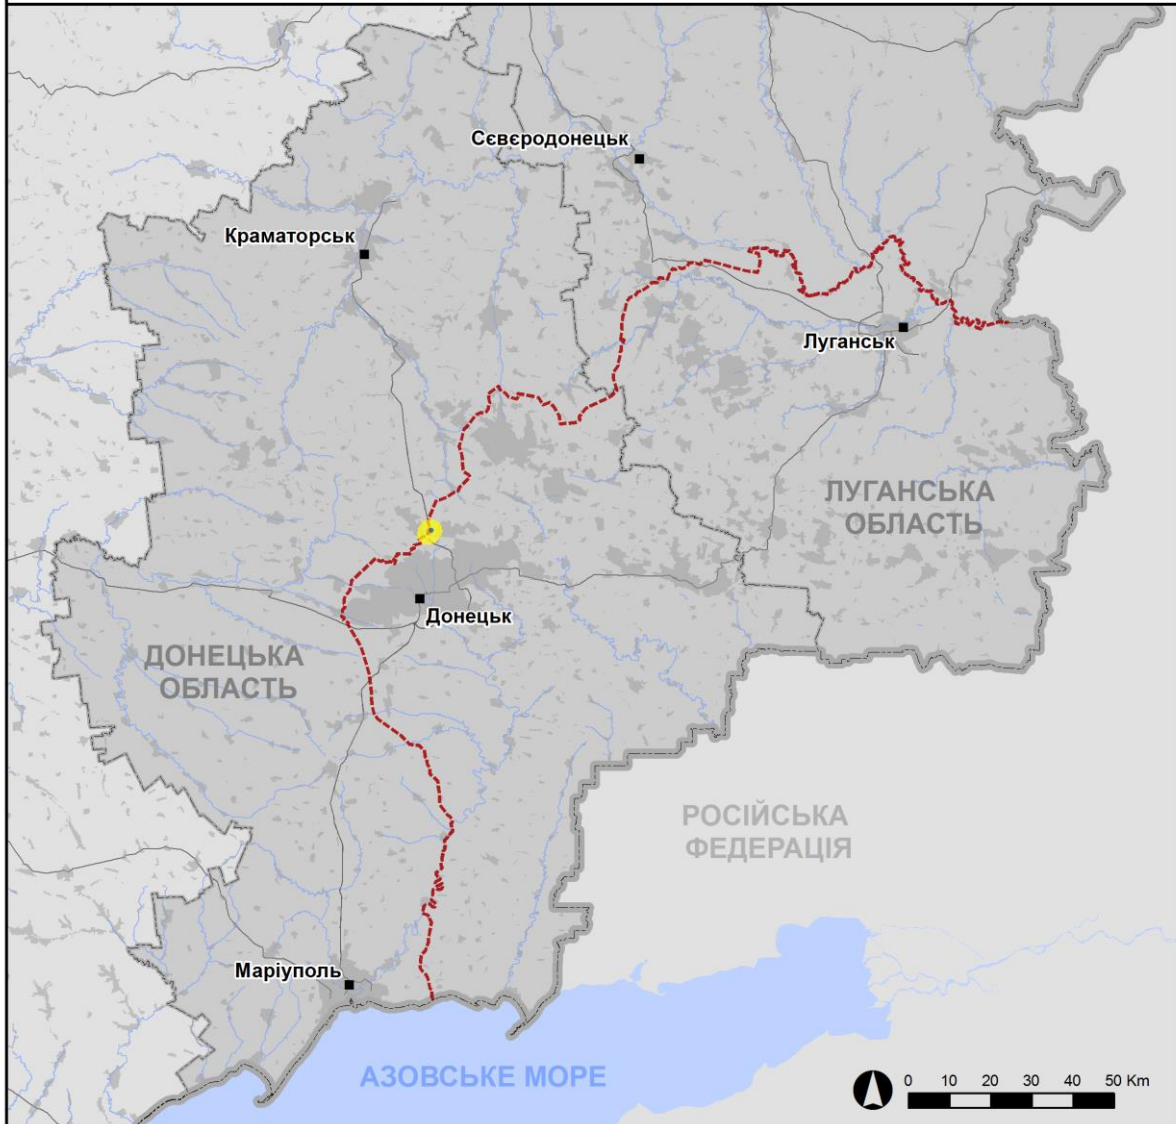 Сєвєродонецьк
Краматорськ
Луганськ
ЛУГАНСЬКА
ОБЛАСТЬ
Донецьк
ДОНЕЦЬКА
ОБЛАСТЬ
РОСІЙСЬКА
ФЕДЕРАЦІЯ
Маріуполь
АЗОВСЬКЕ МОРЕ
0 10 20 30 40 50 Km